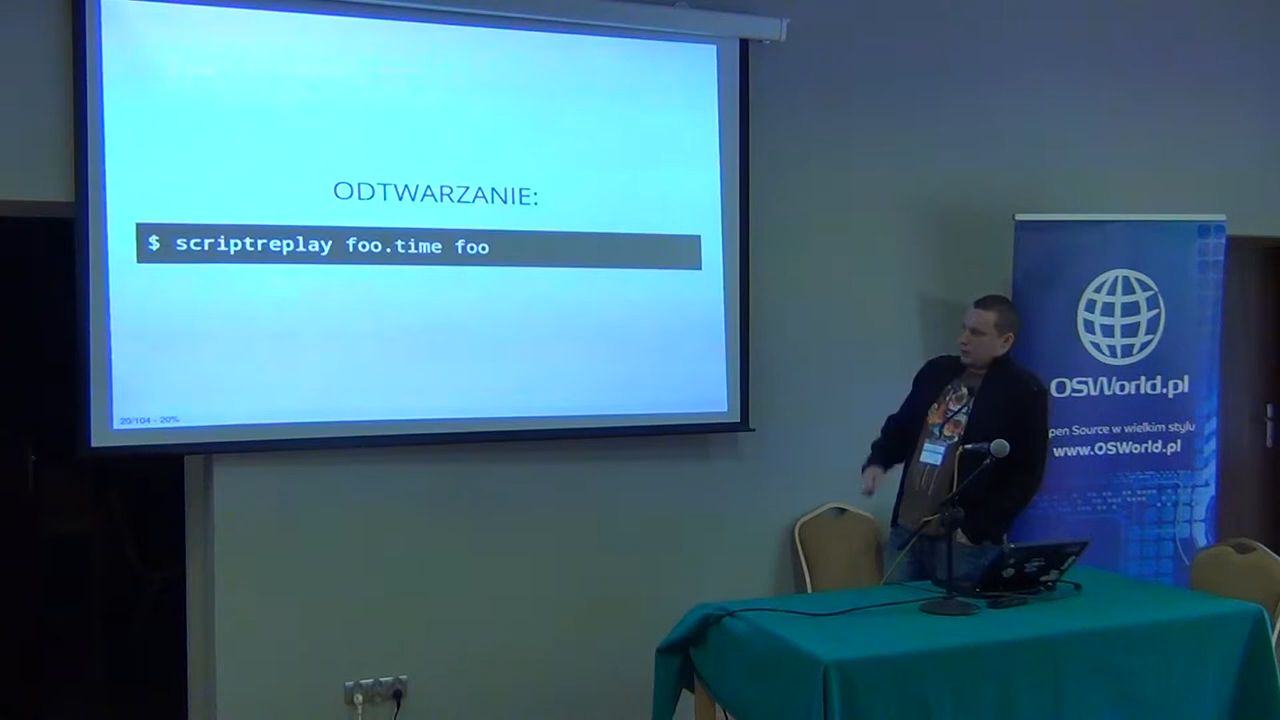 ODTWARZANIE:
$ scriptreplay foo.time foo
20/104 - 20%
OSWorld.pl
pen Source w wielkim stylu
www.OSWorld.pl